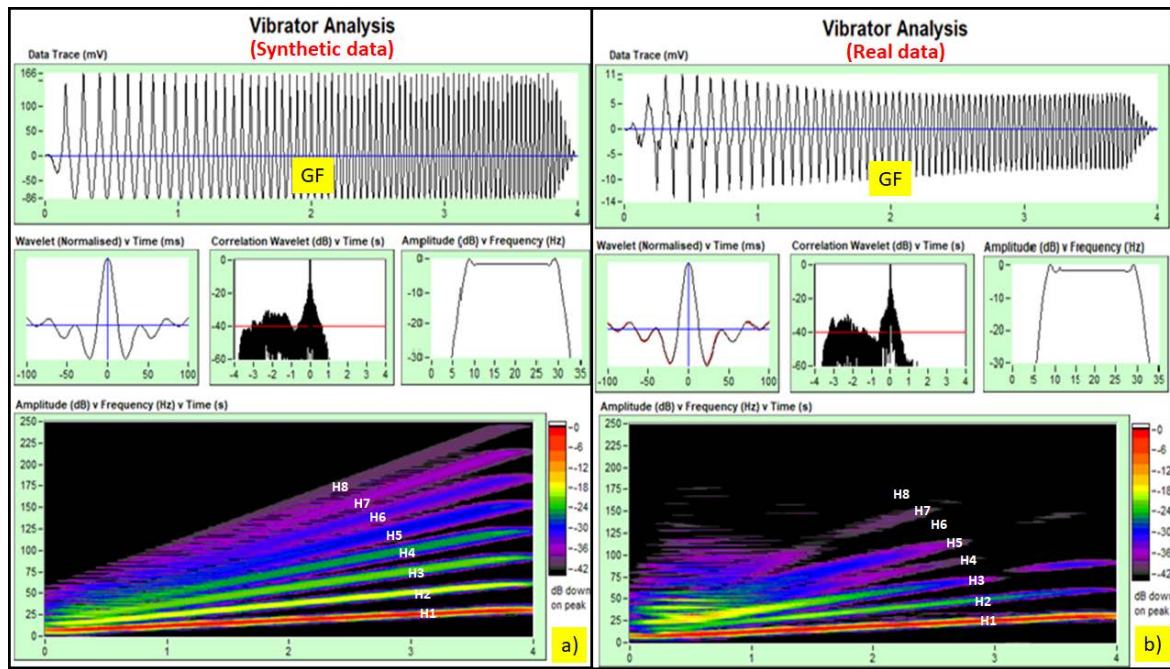 Vibrator Analysis
(Synthetic data)
Data Trace (mV)
166
100
50
0
-50
-86
GF
0 1 2 3 4
Wavelet (Normalised) v Time (ms)
-100 -50 0 50 100
Correlation Wavelet (dB) v Time (s)
0
-20
-40
-60
-4 -3 -2 -1 0 1 2 3 4
Amplitude (dB) v Frequency (Hz)
0
-10
-20
-30
0 5 10 15 20 25 30 35
Amplitude (dB) v Frequency (Hz) v Time (s)
250
225
200
175
150
125
100
75
50
25
0
H8
H7
H6
H5
H4
H3
H2
H1
0 1 2 3 4
-0
-6
-12
-18
-24
-30
-36
-42
dB down
on peak
a)
Vibrator Analysis
(Real data)
Data Trace (mV)
11
5
0
-5
-10
-14
GF
0 1 2 3 4
Wavelet (Normalised) v Time (ms)
-100 -50 0 50 100
Correlation Wavelet (dB) v Time (s)
0
-20
-40
-60
-4 -3 -2 -1 0 1 2 3 4
Amplitude (dB) v Frequency (Hz)
0
-10
-20
-30
0 5 10 15 20 25 30 35
Amplitude (dB) v Frequency (Hz) v Time (s)
250
225
200
175
150
125
100
75
50
25
0
H8
H7
H6
H5
H4
H3
H2
H1
0 1 2 3 4
-0
-6
-12
-18
-24
-30
-36
-42
dB down
on peak
b)